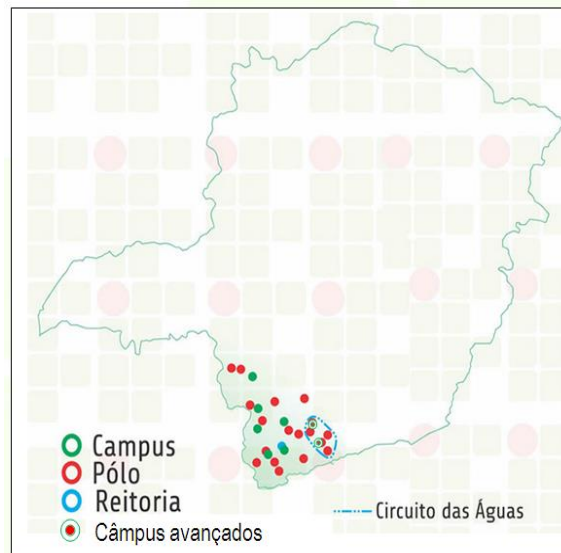 Campus
Pólo
Reitoria
Câmpus avançados
Circuito das Águas